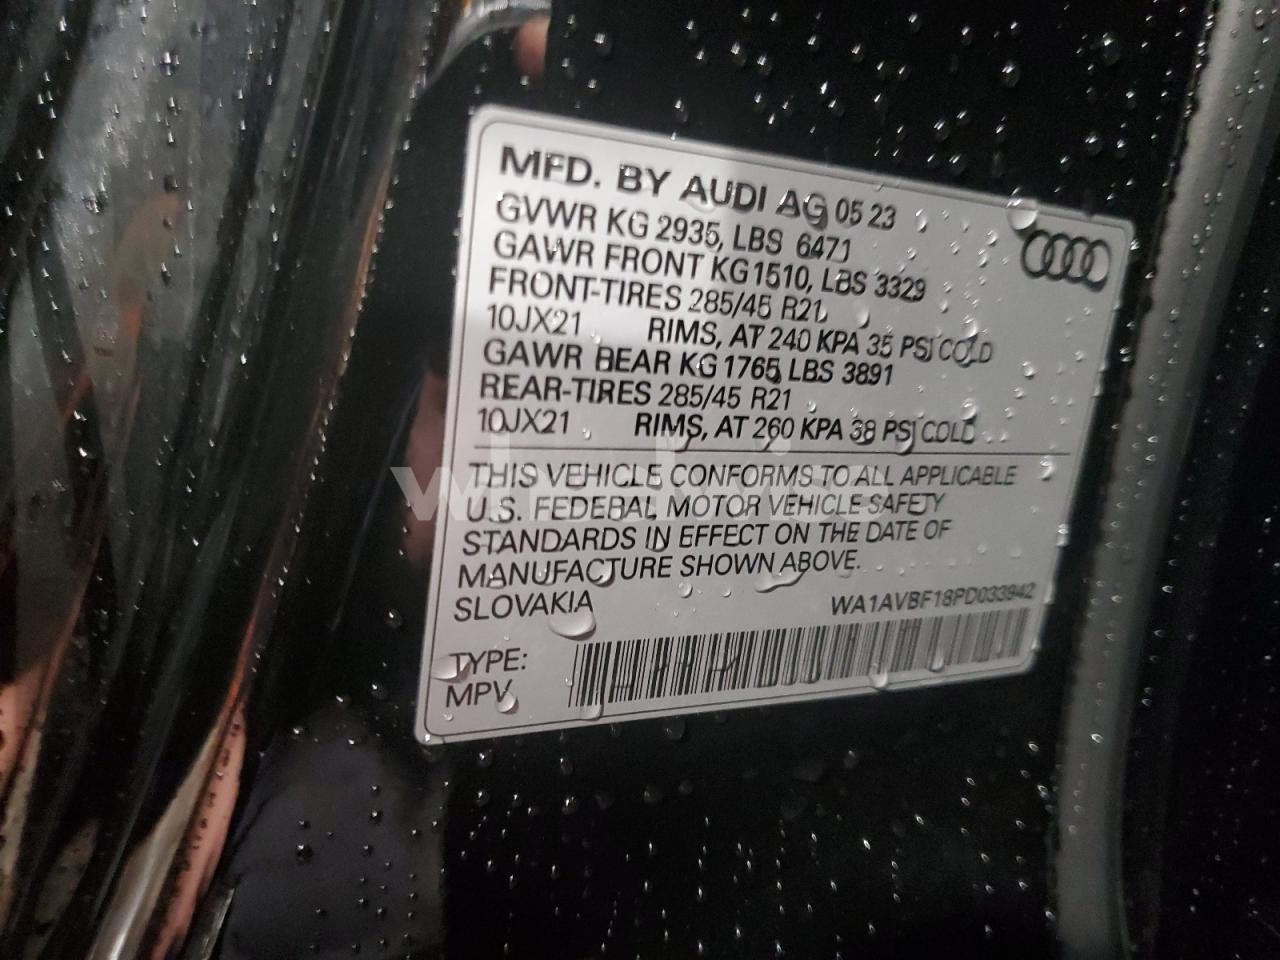 MFD. BY AUDI AG 05 23
GVWR KG 2935, LBS 6471
GAWR FRONT KG1510, LBS 3329
FRONT-TIRES 285/45 R21
10JX21 RIMS, AT 240 KPA 35 PSI COLD
GAWR REAR KG 1765 LBS 3891
REAR-TIRES 285/45 R21
10JX21 RIMS, AT 260 KPA 38 PSI COLD
THIS VEHICLE CONFORMS TO ALL APPLICABLE
U.S. FEDERAL MOTOR VEHICLE SAFETY
STANDARDS IN EFFECT ON THE DATE OF
MANUFACTURE SHOWN ABOVE.
SLOVAKIA WA1AVBF18PD033942
TYPE:
MPV